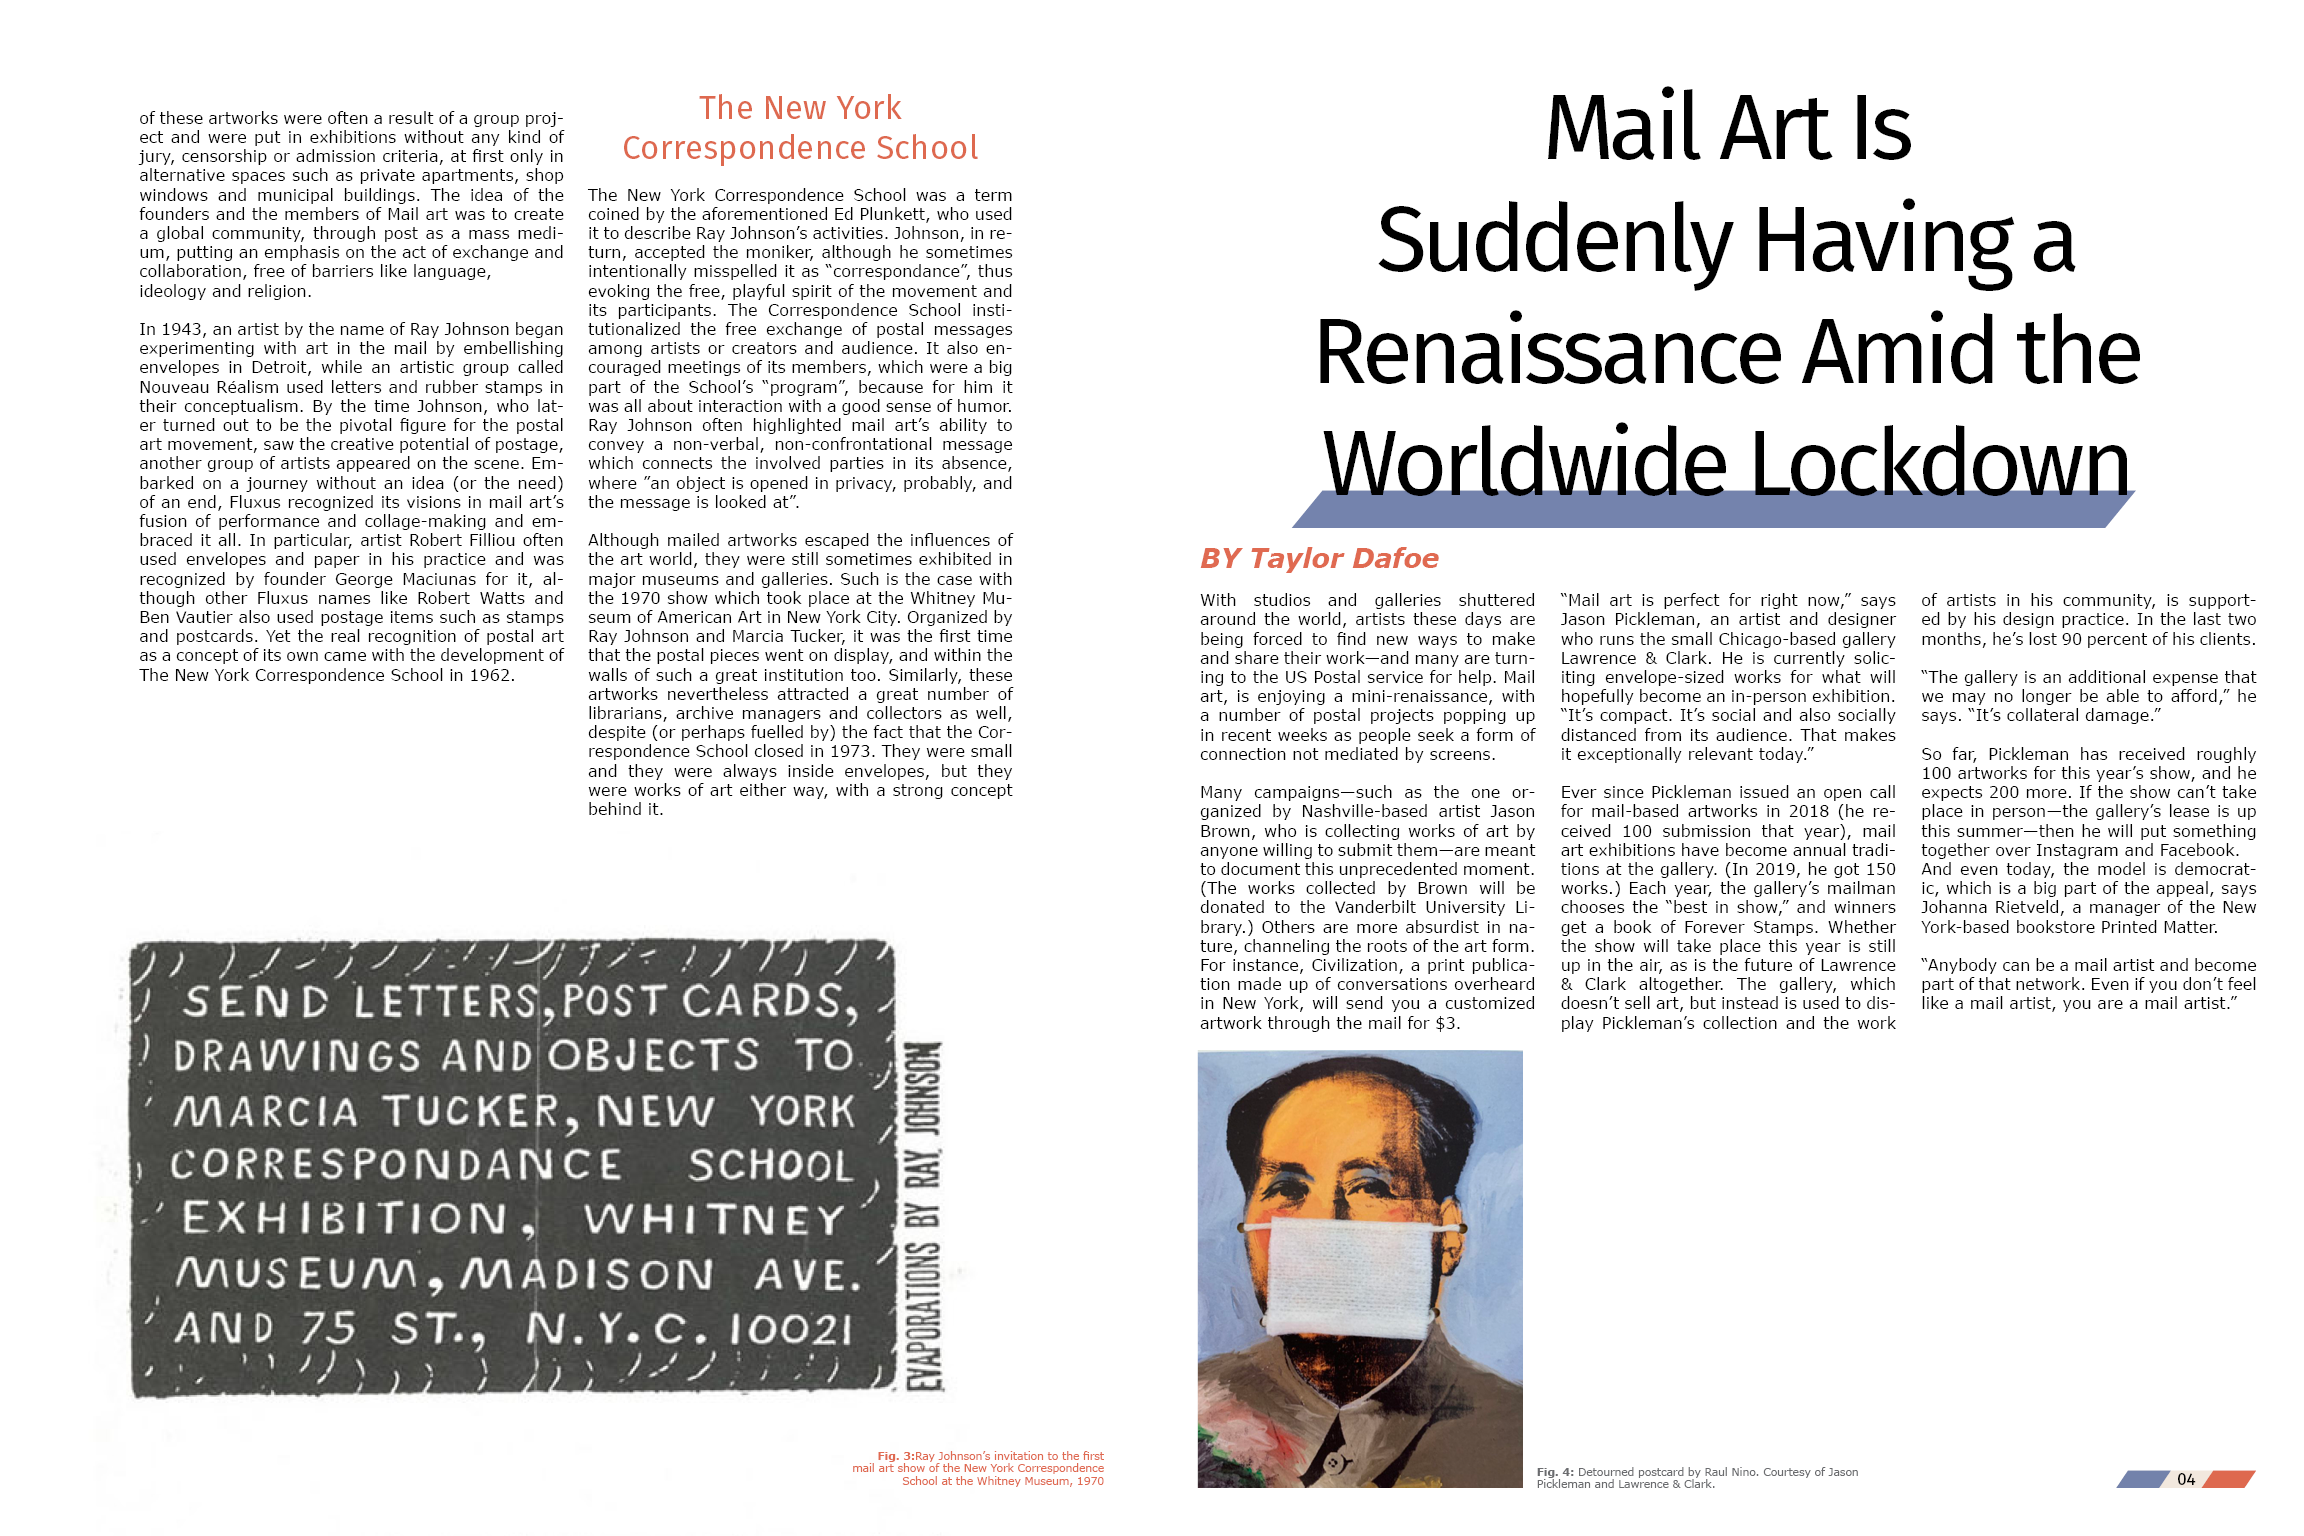 of these artworks were often a result of a group proj-
ect and were put in exhibitions without any kind of
jury, censorship or admission criteria, at first only in
alternative spaces such as private apartments, shop
windows and municipal buildings. The idea of the
founders and the members of Mail art was to create
a global community, through post as a mass medi-
um, putting an emphasis on the act of exchange and
collaboration, free of barriers like language,
ideology and religion.
In 1943, an artist by the name of Ray Johnson began
experimenting with art in the mail by embellishing
envelopes in Detroit, while an artistic group called
Nouveau Réalism used letters and rubber stamps in
their conceptualism. By the time Johnson, who lat-
er turned out to be the pivotal figure for the postal
art movement, saw the creative potential of postage,
another group of artists appeared on the scene. Em-
barked on a journey without an idea (or the need)
of an end, Fluxus recognized its visions in mail art’s
fusion of performance and collage-making and em-
braced it all. In particular, artist Robert Filliou often
used envelopes and paper in his practice and was
recognized by founder George Maciunas for it, al-
though other Fluxus names like Robert Watts and
Ben Vautier also used postage items such as stamps
and postcards. Yet the real recognition of postal art
as a concept of its own came with the development of
The New York Correspondence School in 1962.
The New York
Correspondence School
The New York Correspondence School was a term
coined by the aforementioned Ed Plunkett, who used
it to describe Ray Johnson’s activities. Johnson, in re-
turn, accepted the moniker, although he sometimes
intentionally misspelled it as “correspondance”, thus
evoking the free, playful spirit of the movement and
its participants. The Correspondence School insti-
tutionalized the free exchange of postal messages
among artists or creators and audience. It also en-
couraged meetings of its members, which were a big
part of the School’s “program”, because for him it
was all about interaction with a good sense of humor.
Ray Johnson often highlighted mail art’s ability to
convey a non-verbal, non-confrontational message
which connects the involved parties in its absence,
where ”an object is opened in privacy, probably, and
the message is looked at”.
Although mailed artworks escaped the influences of
the art world, they were still sometimes exhibited in
major museums and galleries. Such is the case with
the 1970 show which took place at the Whitney Mu-
seum of American Art in New York City. Organized by
Ray Johnson and Marcia Tucker, it was the first time
that the postal pieces went on display, and within the
walls of such a great institution too. Similarly, these
artworks nevertheless attracted a great number of
librarians, archive managers and collectors as well,
despite (or perhaps fuelled by) the fact that the Cor-
respondence School closed in 1973. They were small
and they were always inside envelopes, but they
were works of art either way, with a strong concept
behind it.
SEND LETTERS, POST CARDS,
DRAWINGS AND OBJECTS TO
MARCIA TUCKER, NEW YORK
CORRESPONDANCE SCHOOL
EXHIBITION, WHITNEY
MUSEUM, MADISON AVE.
AND 75 ST., N.Y.C. 10021
EVAPORATIONS BY RAY JOHNSON
Fig. 3:Ray Johnson’s invitation to the first
mail art show of the New York Correspondence
School at the Whitney Museum, 1970
Mail Art Is
Suddenly Having a
Renaissance Amid the
Worldwide Lockdown
BY Taylor Dafoe
With studios and galleries shuttered
around the world, artists these days are
being forced to find new ways to make
and share their work—and many are turn-
ing to the US Postal service for help. Mail
art, is enjoying a mini-renaissance, with
a number of postal projects popping up
in recent weeks as people seek a form of
connection not mediated by screens.
Many campaigns—such as the one or-
ganized by Nashville-based artist Jason
Brown, who is collecting works of art by
anyone willing to submit them—are meant
to document this unprecedented moment.
(The works collected by Brown will be
donated to the Vanderbilt University Li-
brary.) Others are more absurdist in na-
ture, channeling the roots of the art form.
For instance, Civilization, a print publica-
tion made up of conversations overheard
in New York, will send you a customized
artwork through the mail for $3.
“Mail art is perfect for right now,” says
Jason Pickleman, an artist and designer
who runs the small Chicago-based gallery
Lawrence & Clark. He is currently solic-
iting envelope-sized works for what will
hopefully become an in-person exhibition.
“It’s compact. It’s social and also socially
distanced from its audience. That makes
it exceptionally relevant today.”
Ever since Pickleman issued an open call
for mail-based artworks in 2018 (he re-
ceived 100 submission that year), mail
art exhibitions have become annual tradi-
tions at the gallery. (In 2019, he got 150
works.) Each year, the gallery’s mailman
chooses the “best in show,” and winners
get a book of Forever Stamps. Whether
the show will take place this year is still
up in the air, as is the future of Lawrence
& Clark altogether. The gallery, which
doesn’t sell art, but instead is used to dis-
play Pickleman’s collection and the work
of artists in his community, is support-
ed by his design practice. In the last two
months, he’s lost 90 percent of his clients.
“The gallery is an additional expense that
we may no longer be able to afford,” he
says. “It’s collateral damage.”
So far, Pickleman has received roughly
100 artworks for this year’s show, and he
expects 200 more. If the show can’t take
place in person—the gallery’s lease is up
this summer—then he will put something
together over Instagram and Facebook.
And even today, the model is democrat-
ic, which is a big part of the appeal, says
Johanna Rietveld, a manager of the New
York-based bookstore Printed Matter.
“Anybody can be a mail artist and become
part of that network. Even if you don’t feel
like a mail artist, you are a mail artist.”
Fig. 4: Detourned postcard by Raul Nino. Courtesy of Jason
Pickleman and Lawrence & Clark.
04